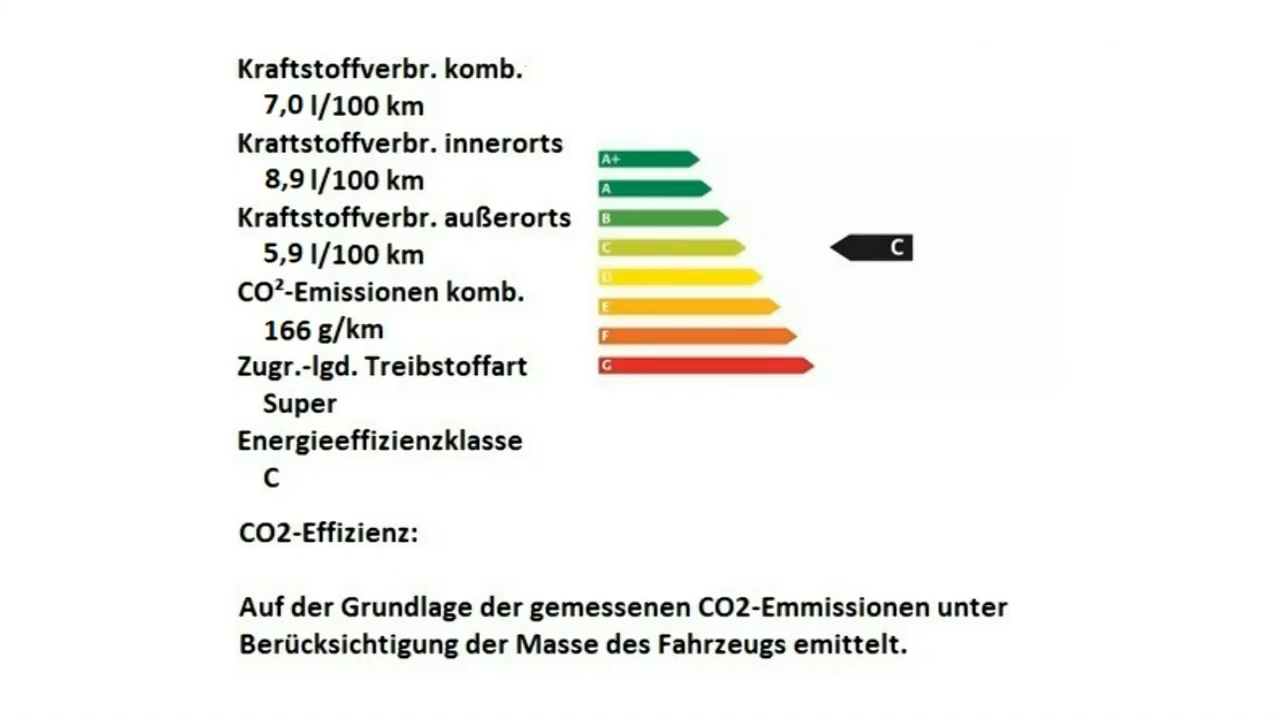 Kraftstoffverbr. komb.
7,0 l/100 km
Krattstoffverbr. innerorts
8,9 l/100 km
Kraftstoffverbr. außerorts
5,9 l/100 km
CO²-Emissionen komb.
166 g/km
Zugr.-lgd. Treibstoffart
Super
Energieeffizienzklasse
C
A+
A
B
C
D
E
F
G
C
CO2-Effizienz:
Auf der Grundlage der gemessenen CO2-Emmissionen unter
Berücksichtigung der Masse des Fahrzeugs emittelt.